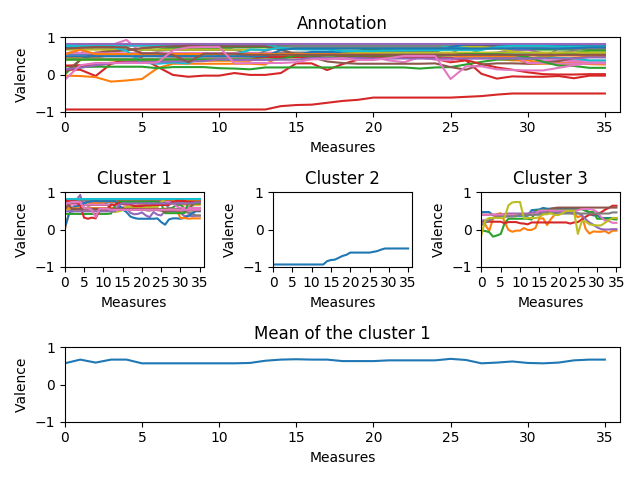 Annotation
1
0
−1
Valence
0 5 10 15 20 25 30 35
Measures
Cluster 1 Cluster 2 Cluster 3
1 1 1
0 0 0
−1 −1 −1
Valence Valence Valence
0 5 10 15 20 25 30 35 0 5 10 15 20 25 30 35 0 5 10 15 20 25 30 35
Measures Measures Measures
Mean of the cluster 1
1
0
−1
Valence
0 5 10 15 20 25 30 35
Measures